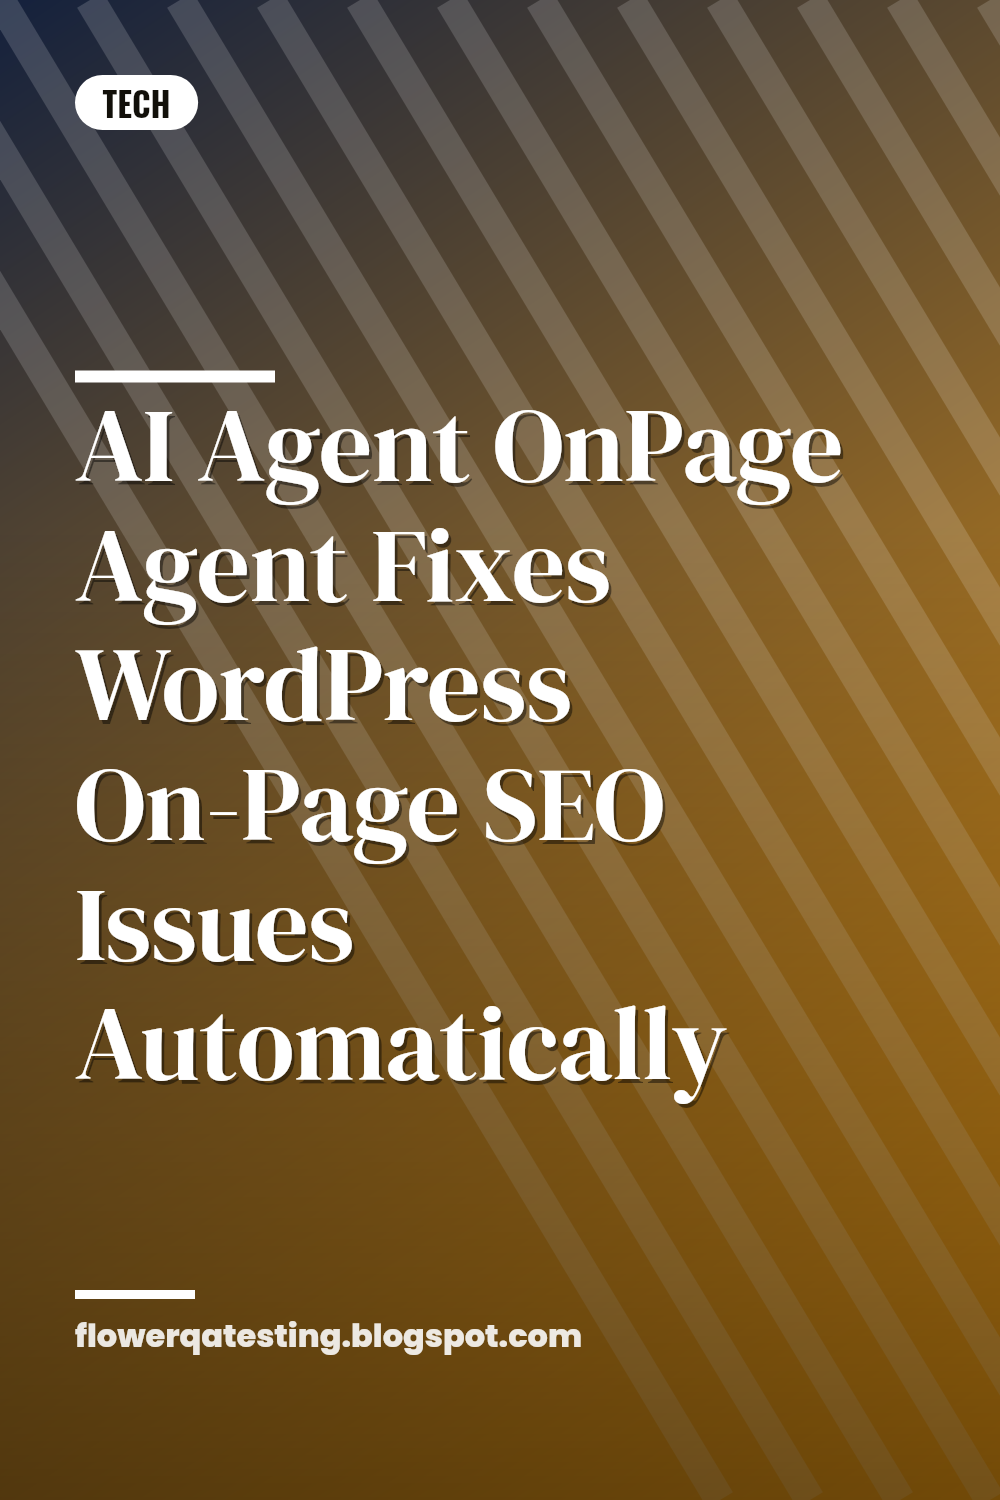 TECH
AI Agent OnPage
Agent Fixes
WordPress
On-Page SEO
Issues
Automatically
flowerqatesting.blogspot.com